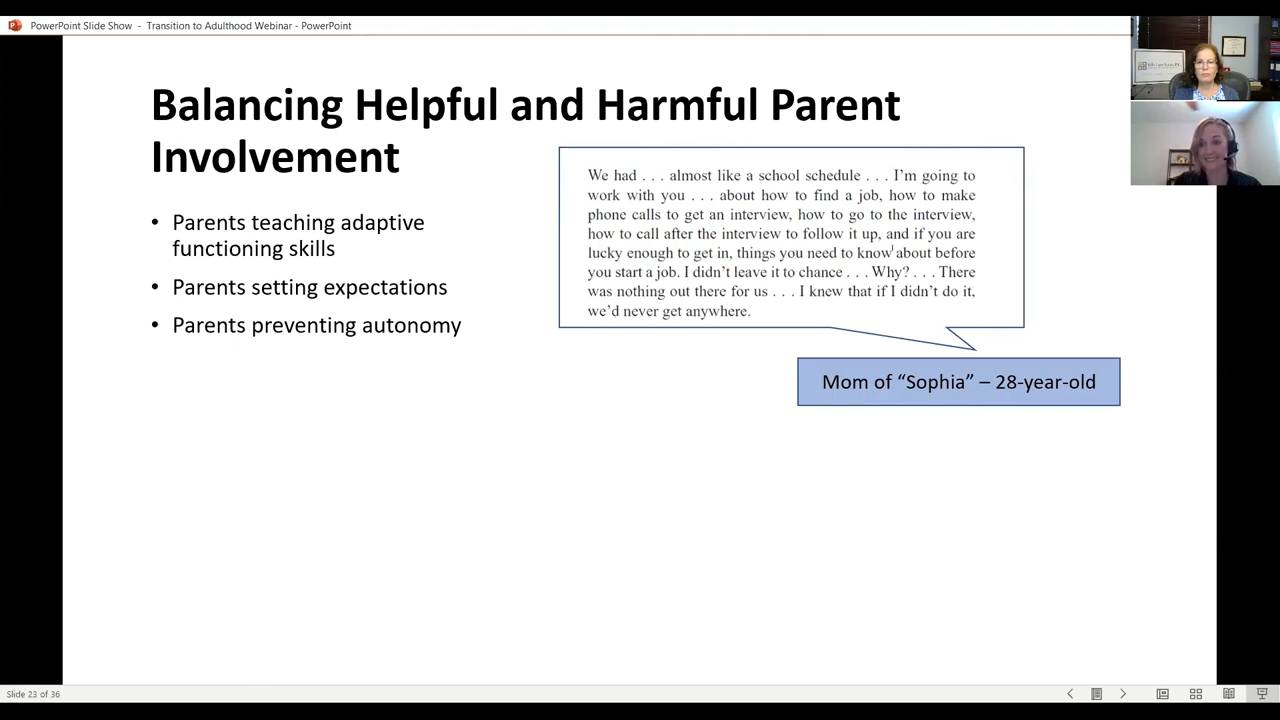 PowerPoint Slide Show - Transition to Adulthood Webinar - PowerPoint
Balancing Helpful and Harmful Parent
Involvement
• Parents teaching adaptive
functioning skills
• Parents setting expectations
• Parents preventing autonomy
We had . . . almost like a school schedule . . . I'm going to
work with you . . . about how to find a job, how to make
phone calls to get an interview, how to go to the interview,
how to call after the interview to follow it up, and if you are
lucky enough to get in, things you need to know about before
you start a job. I didn't leave it to chance . . . Why? . . . There
was nothing out there for us . . . I knew that if I didn't do it,
we'd never get anywhere.
Mom of “Sophia” – 28-year-old
Slide 23 of 36